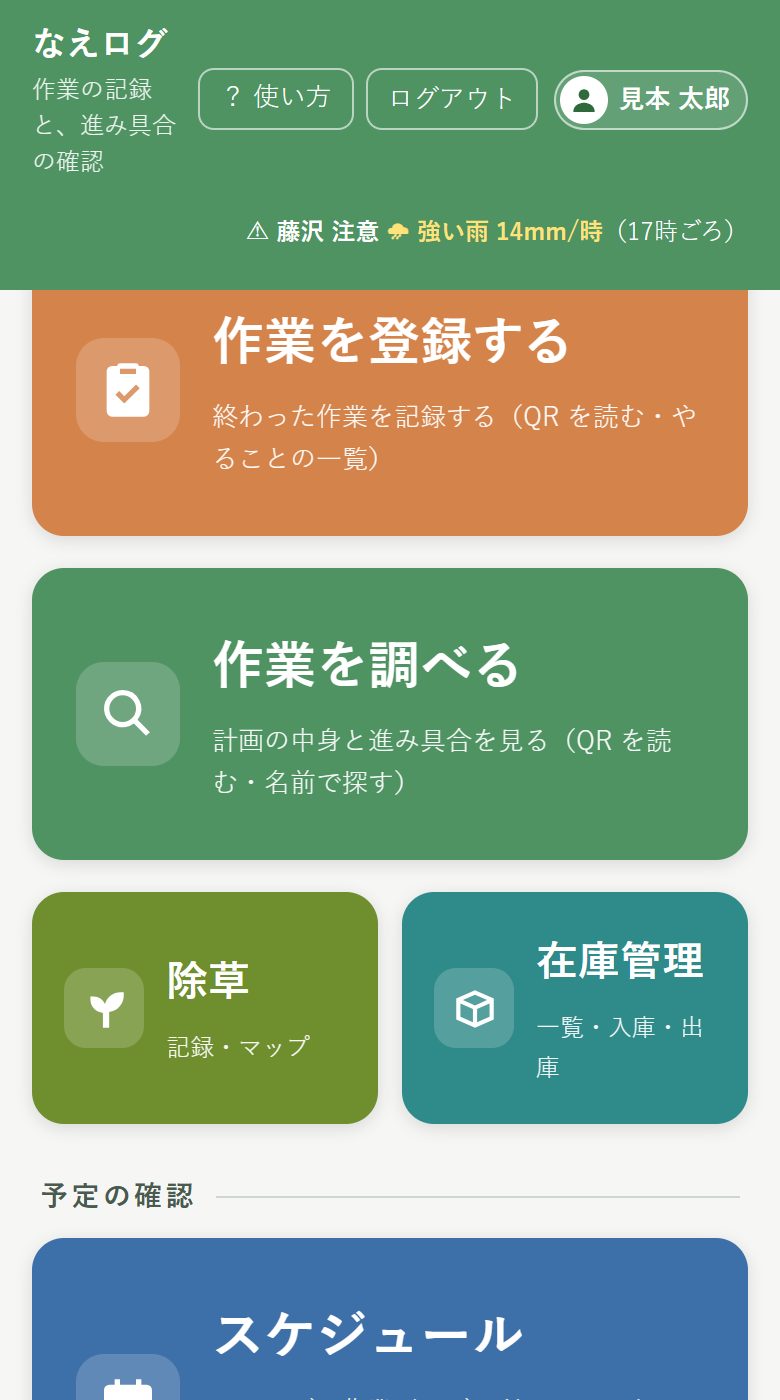 なえログ
作業の記録
と、進み具合
の確認
? 使い方
ログアウト
見本 太郎
⚠ 藤沢 注意 🌧 強い雨 14mm/時（17時ごろ）
作業を登録する
終わった作業を記録する（QR を読む・や
ることの一覧）
作業を調べる
計画の中身と進み具合を見る（QR を読
む・名前で探す）
除草
記録・マップ
在庫管理
一覧・入庫・出
庫
予定の確認
スケジュール